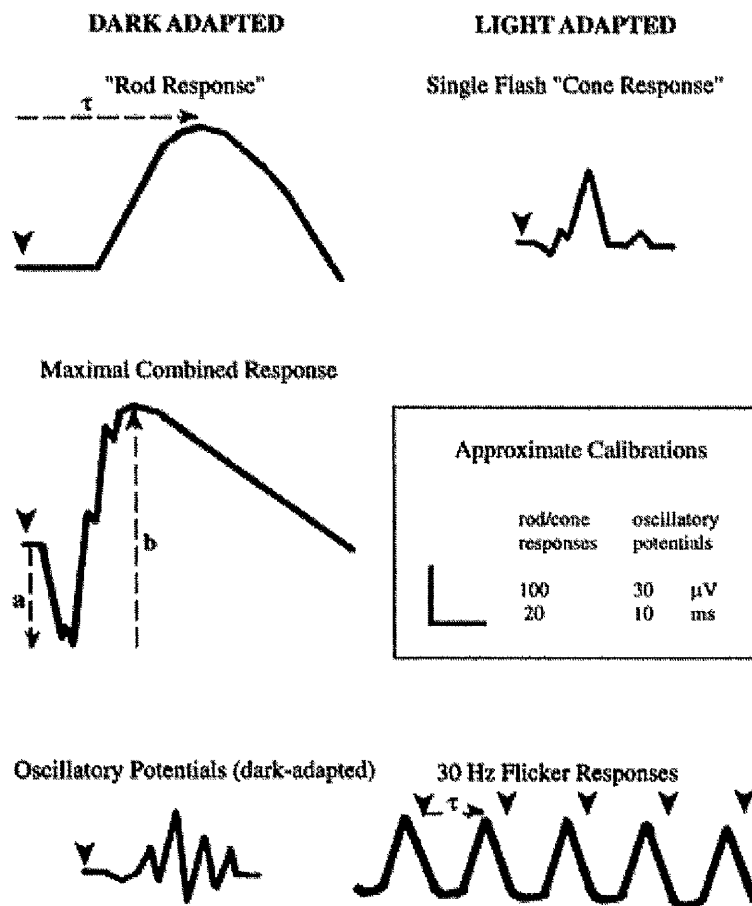 DARK ADAPTED
LIGHT ADAPTED
"Rod Response"
Single Flash "Cone Response"
τ
Maximal Combined Response
a
b
Approximate Calibrations
rod/cone oscillatory
responses potentials
100 30 μV
20 10 ms
Oscillatory Potentials (dark-adapted)
30 Hz Flicker Responses
τ